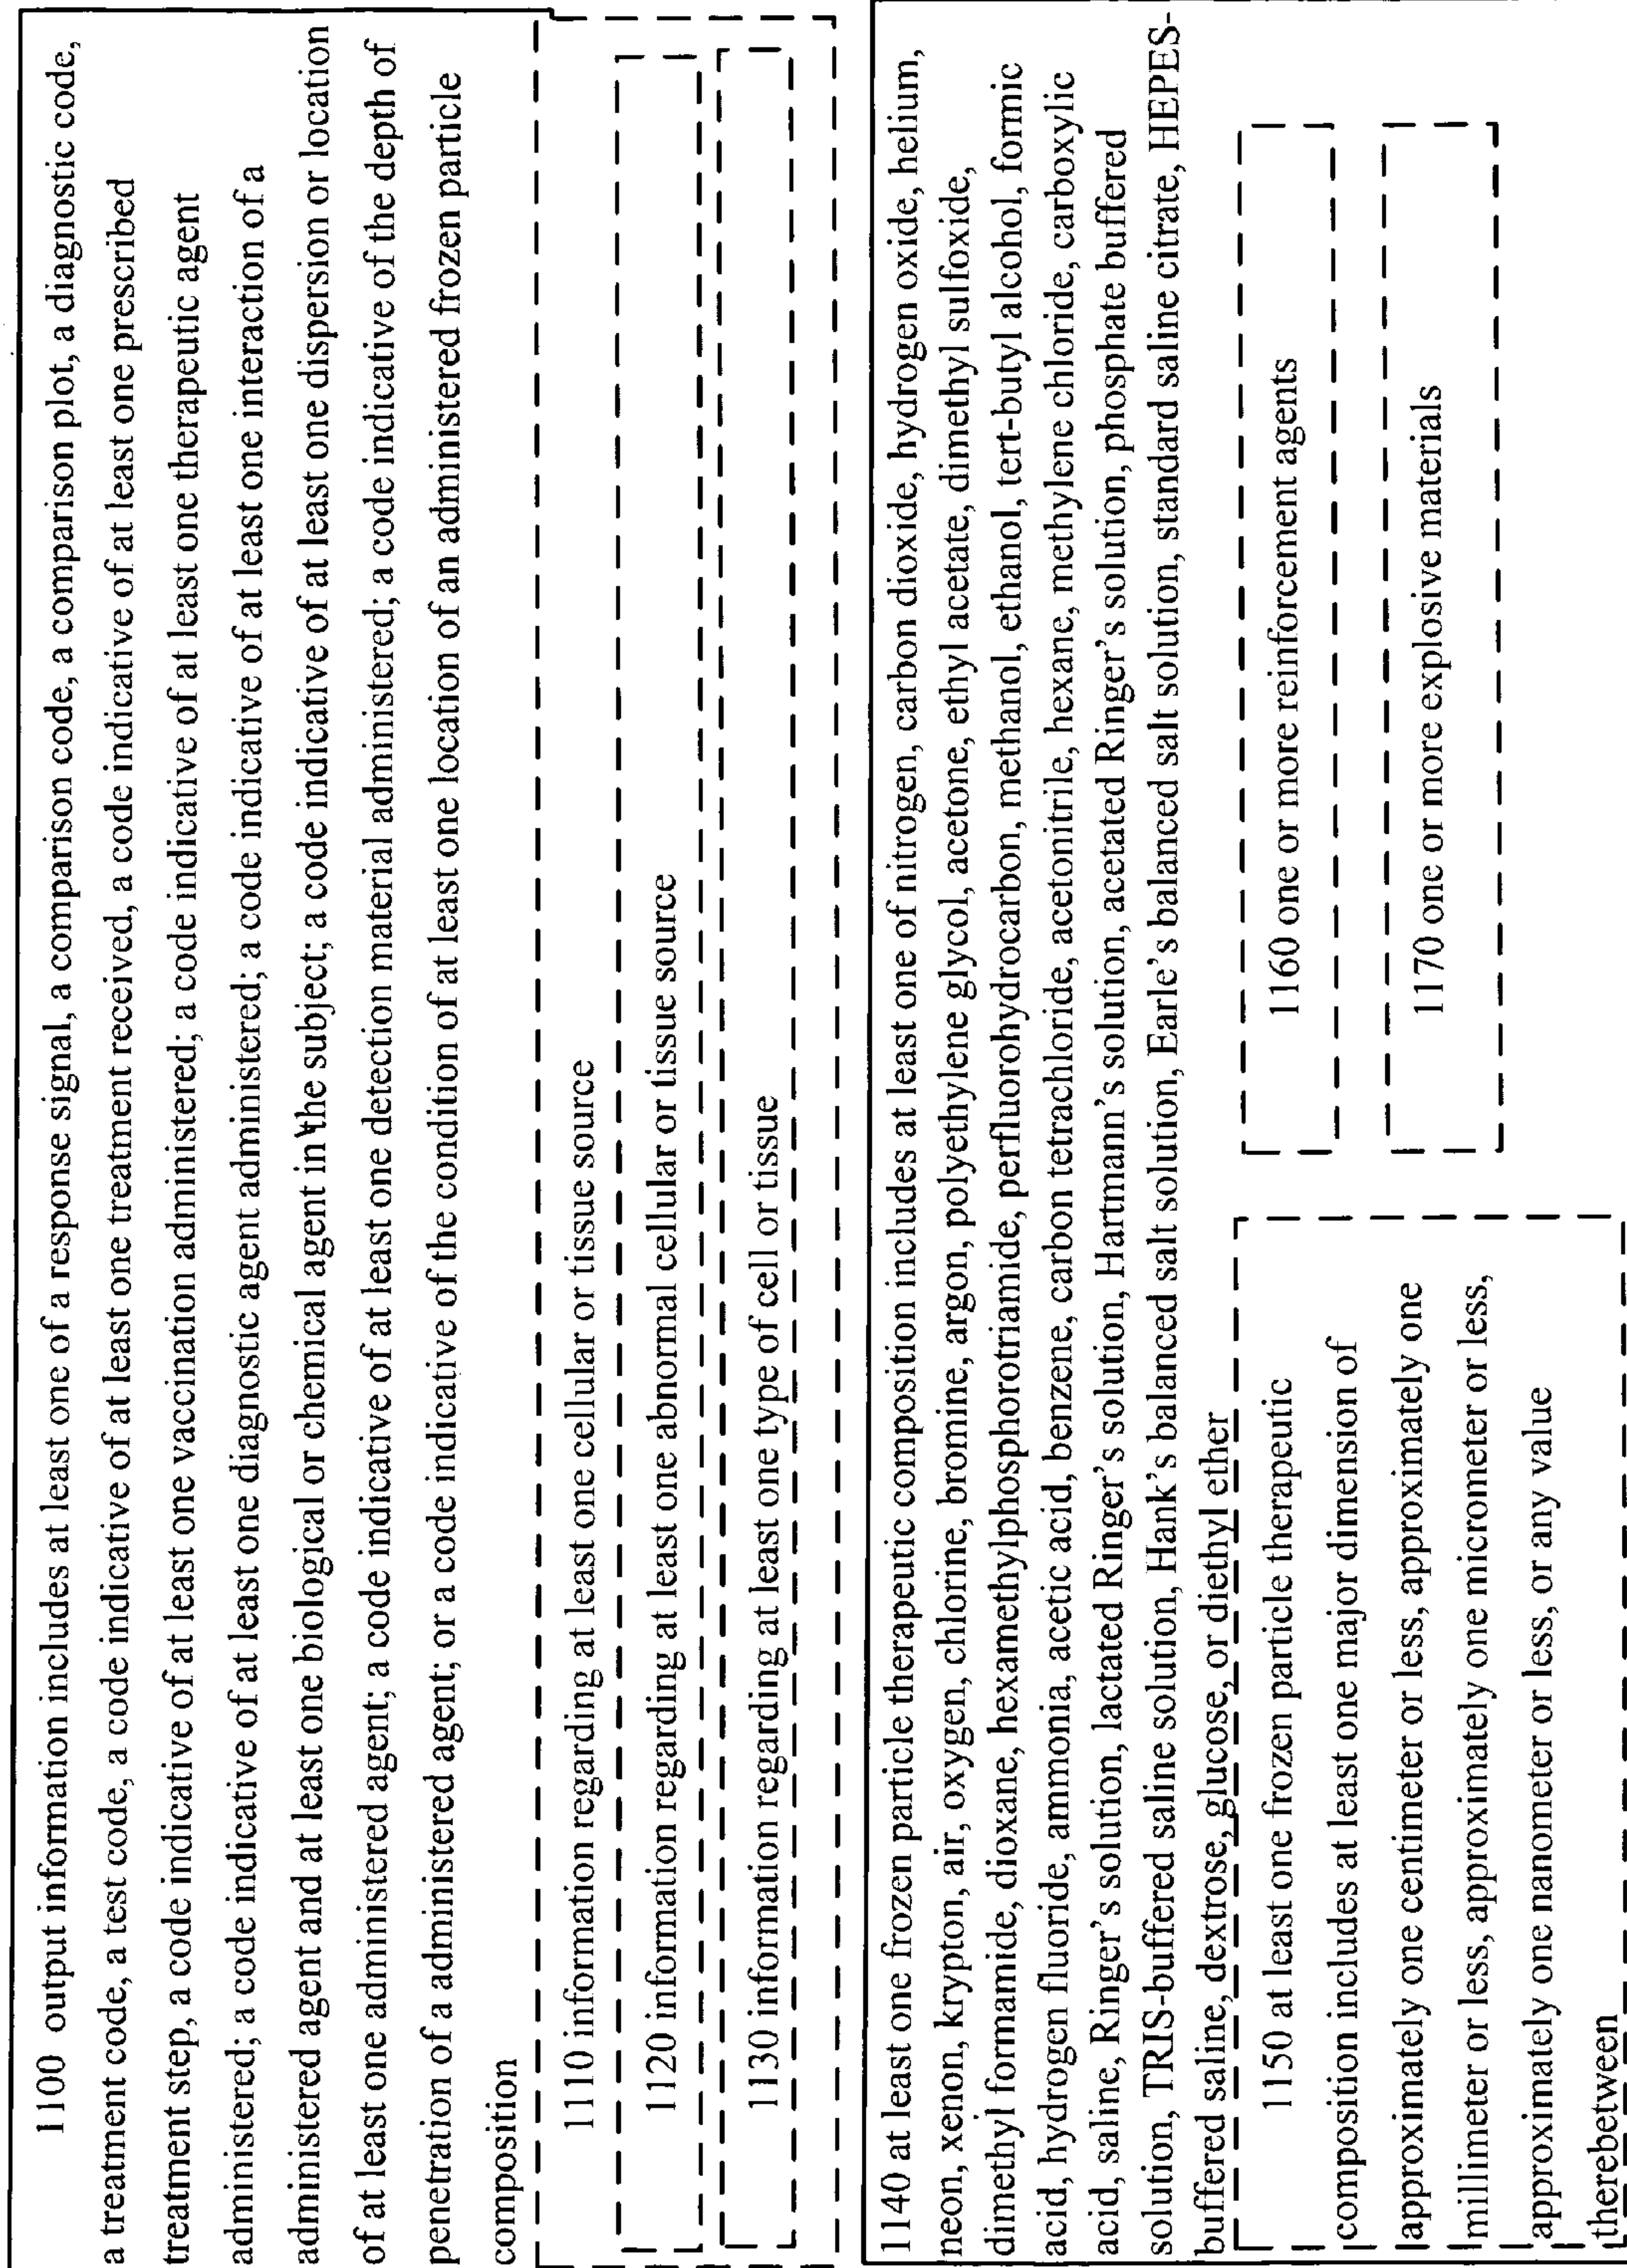 1100 output information includes at least one of a response signal, a comparison code, a comparison plot, a diagnostic code,
a treatment code, a test code, a code indicative of at least one treatment received, a code indicative of at least one prescribed
treatment step, a code indicative of at least one vaccination administered; a code indicative of at least one therapeutic agent
administered; a code indicative of at least one diagnostic agent administered; a code indicative of at least one interaction of a
administered agent and at least one biological or chemical agent in the subject; a code indicative of at least one dispersion or location
of at least one administered agent; a code indicative of at least one detection material administered; a code indicative of the depth of
penetration of a administered agent; or a code indicative of the condition of at least one location of an administered frozen particle
composition
1110 information regarding at least one cellular or tissue source
1120 information regarding at least one abnormal cellular or tissue source
1130 information regarding at least one type of cell or tissue
1140 at least one frozen particle therapeutic composition includes at least one of nitrogen, carbon dioxide, hydrogen oxide, helium,
neon, xenon, krypton, air, oxygen, chlorine, bromine, argon, polyethylene glycol, acetone, ethyl acetate, dimethyl sulfoxide,
dimethyl formamide, dioxane, hexamethylphosphorotriamide, perfluorohydrocarbon, methanol, ethanol, tert-butyl alcohol, formic
acid, hydrogen fluoride, ammonia, acetic acid, benzene, carbon tetrachloride, acetonitrile, hexane, methylene chloride, carboxylic
acid, saline, Ringer's solution, lactated Ringer's solution, Hartmann's solution, acetated Ringer's solution, phosphate buffered
solution, TRIS-buffered saline solution, Hank's balanced salt solution, Earle's balanced salt solution, standard saline citrate, HEPES-
buffered saline, dextrose, glucose, or diethyl ether
1150 at least one frozen particle therapeutic
composition includes at least one major dimension of
approximately one centimeter or less, approximately one
millimeter or less, approximately one micrometer or less,
approximately one nanometer or less, or any value
therebetween
1160 one or more reinforcement agents
1170 one or more explosive materials